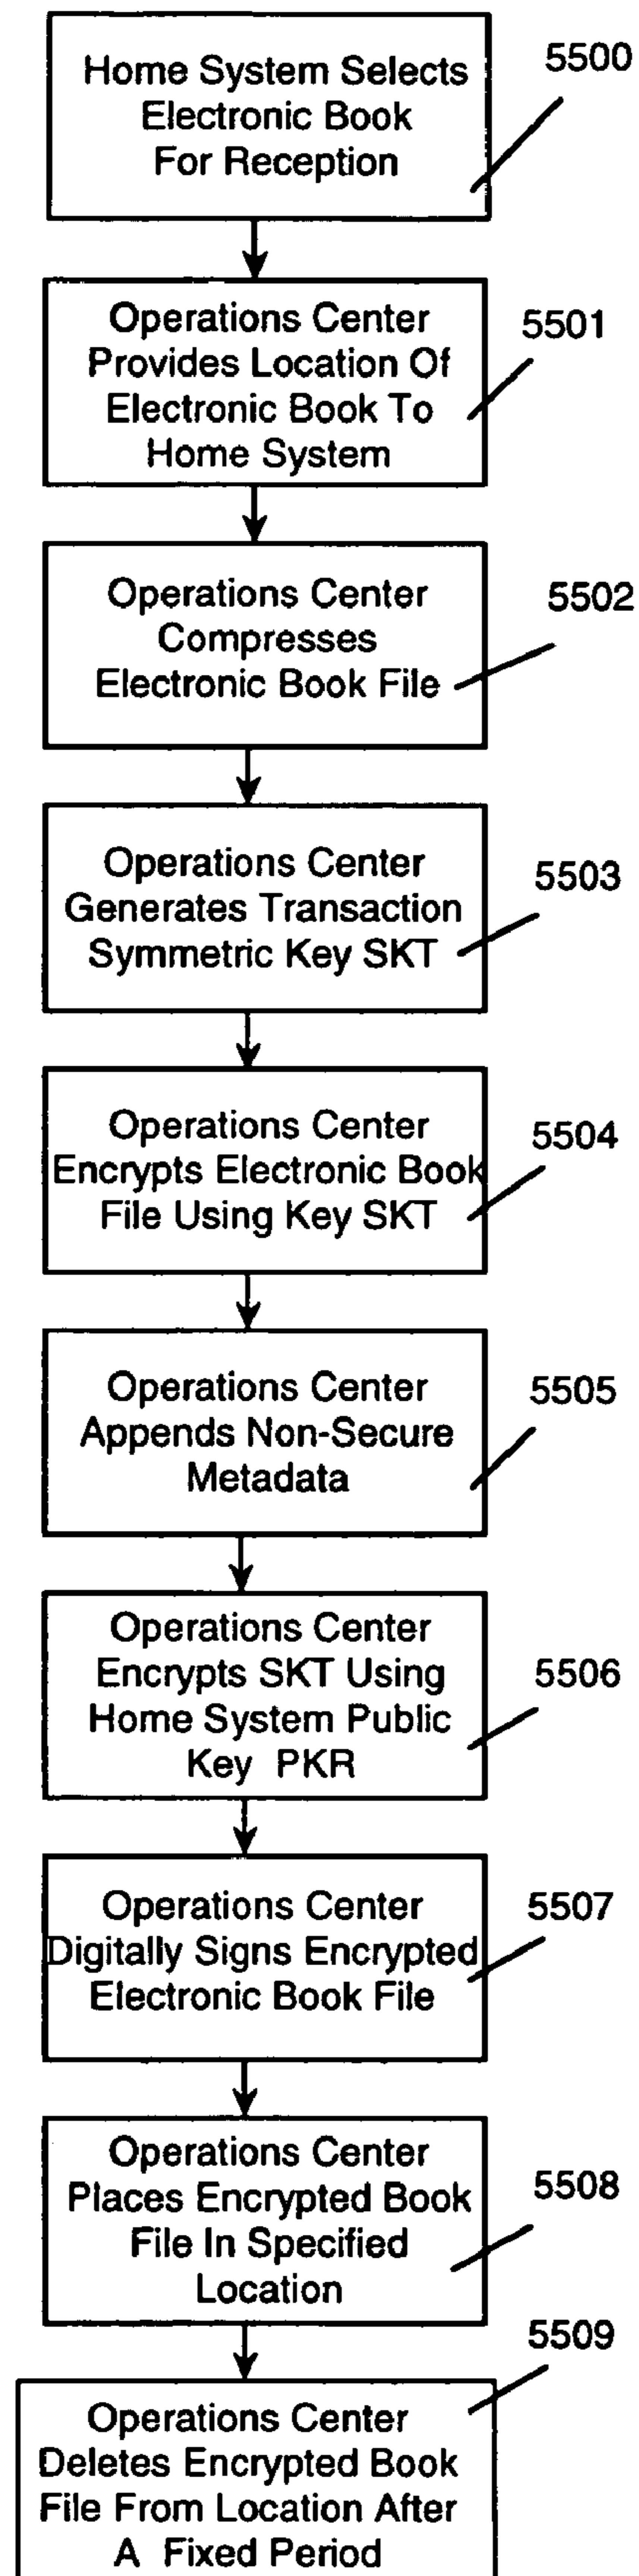 Home System Selects
Electronic Book
For Reception
5500
Operations Center
Provides Location Of
Electronic Book To
Home System
5501
Operations Center
Compresses
Electronic Book File
5502
Operations Center
Generates Transaction
Symmetric Key SKT
5503
Operations Center
Encrypts Electronic Book
File Using Key SKT
5504
Operations Center
Appends Non-Secure
Metadata
5505
Operations Center
Encrypts SKT Using
Home System Public
Key PKR
5506
Operations Center
Digitally Signs Encrypted
Electronic Book File
5507
Operations Center
Places Encrypted Book
File In Specified
Location
5508
Operations Center
Deletes Encrypted Book
File From Location After
A Fixed Period
5509